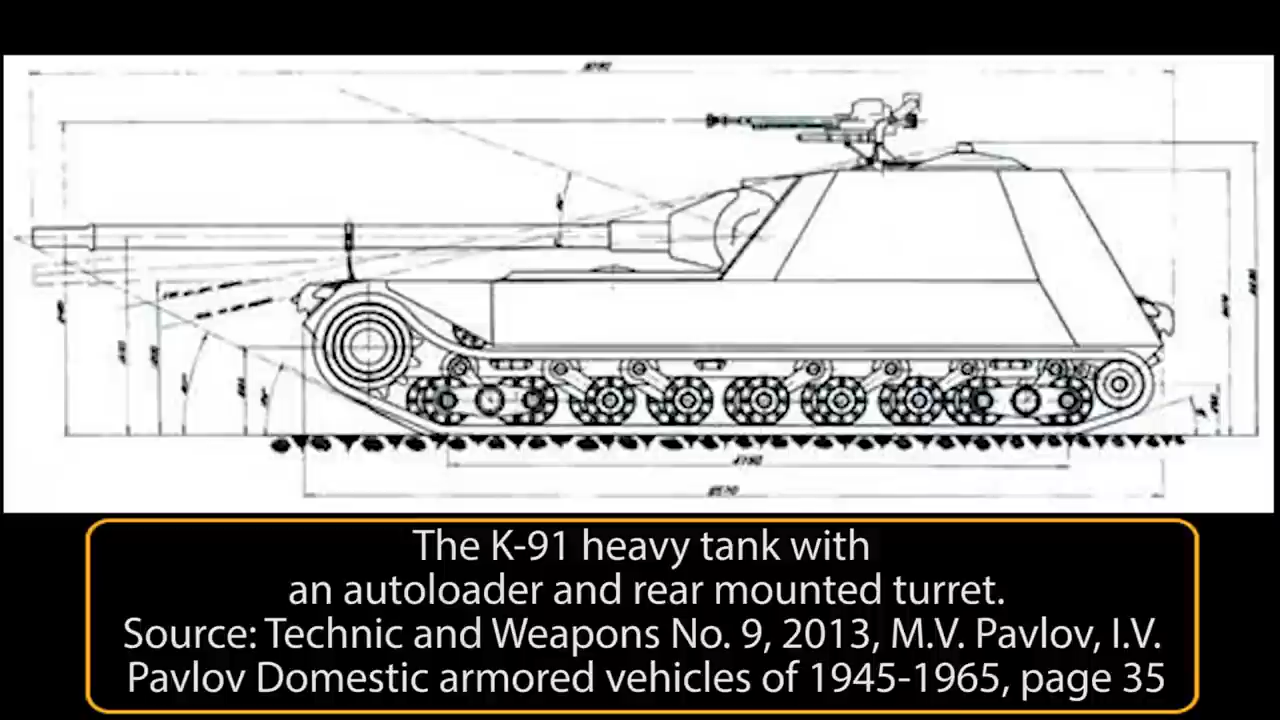 The K-91 heavy tank with
an autoloader and rear mounted turret.
Source: Technic and Weapons No. 9, 2013, M.V. Pavlov, I.V.
Pavlov Domestic armored vehicles of 1945-1965, page 35